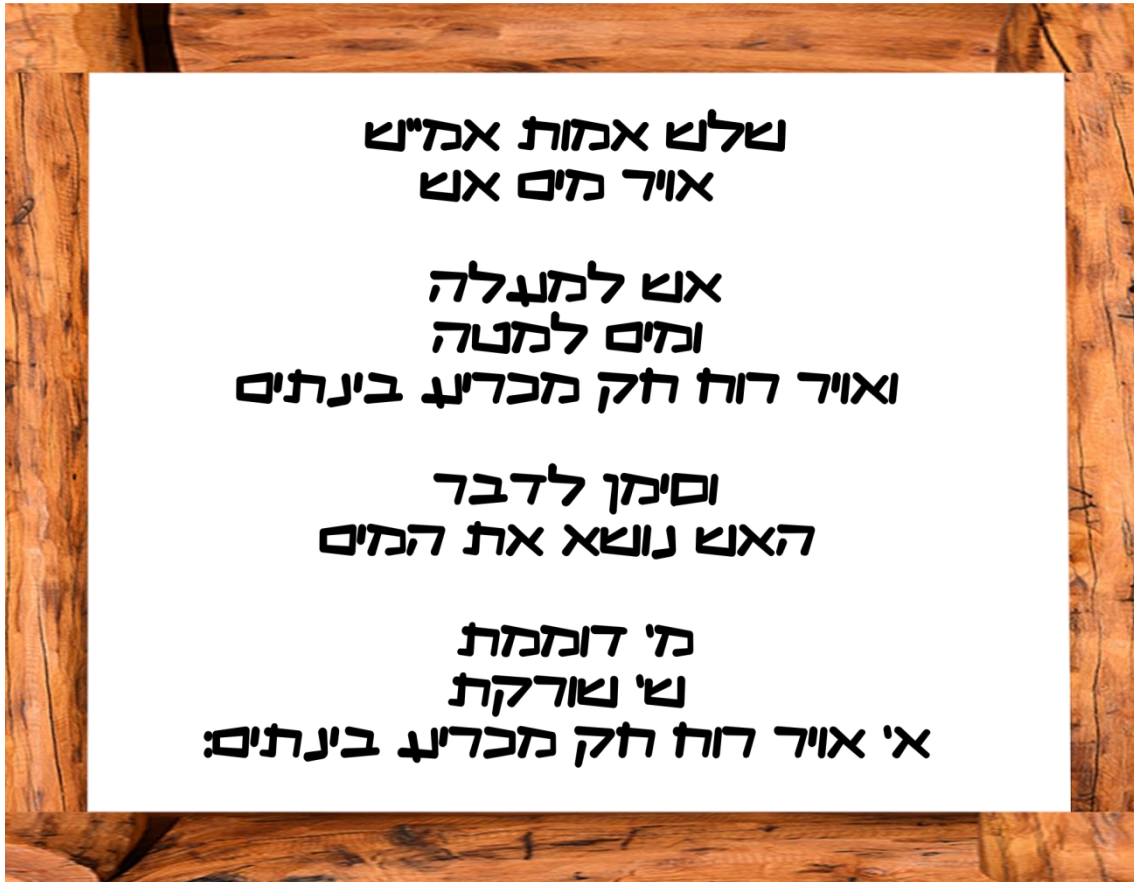 שלש אמות אמ"ש
אויר מים אש
אש למעלה
ומים למטה
ואויר רוח חק מכריע בינתים
וסימן לדבר
האש נושא את המים
מ' דוממת
ש' שורקת
א' אויר רוח חק מכריע בינתים: